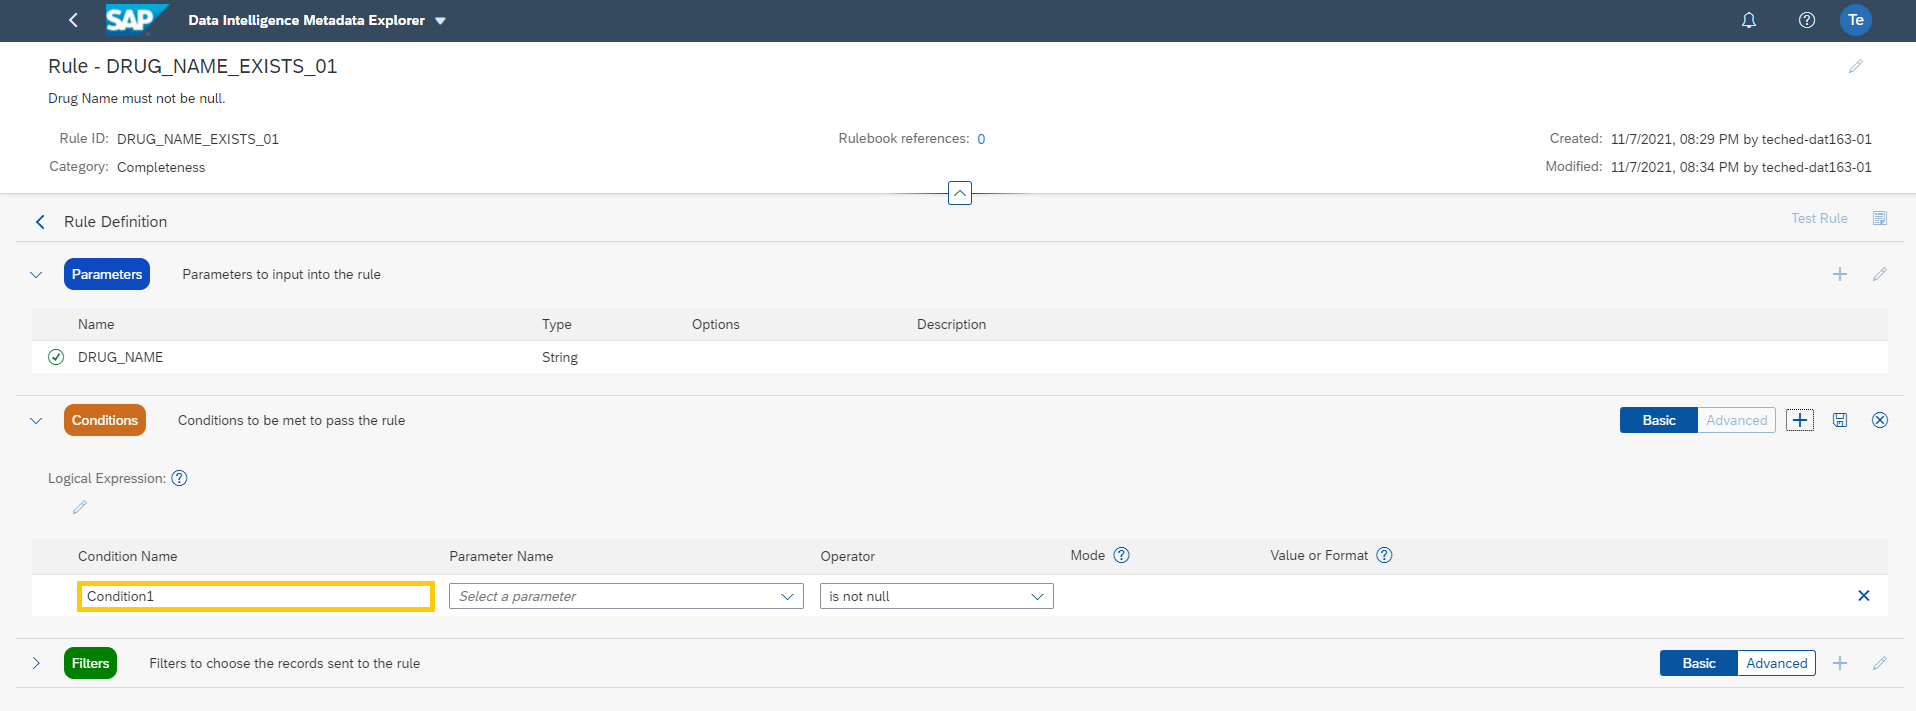 SAP Data Intelligence Metadata Explorer Te
Rule - DRUG_NAME_EXISTS_01
Drug Name must not be null.
Rule ID: DRUG_NAME_EXISTS_01 Rulebook references: 0 Created: 11/7/2021, 08:29 PM by teched-dat163-01
Category: Completeness Modified: 11/7/2021, 08:34 PM by teched-dat163-01
Rule Definition Test Rule
Parameters Parameters to input into the rule
Name Type Options Description
DRUG_NAME String
Conditions Conditions to be met to pass the rule Basic Advanced
Logical Expression:
Condition Name Parameter Name Operator Mode Value or Format
Condition1 Select a parameter is not null
Filters Filters to choose the records sent to the rule Basic Advanced